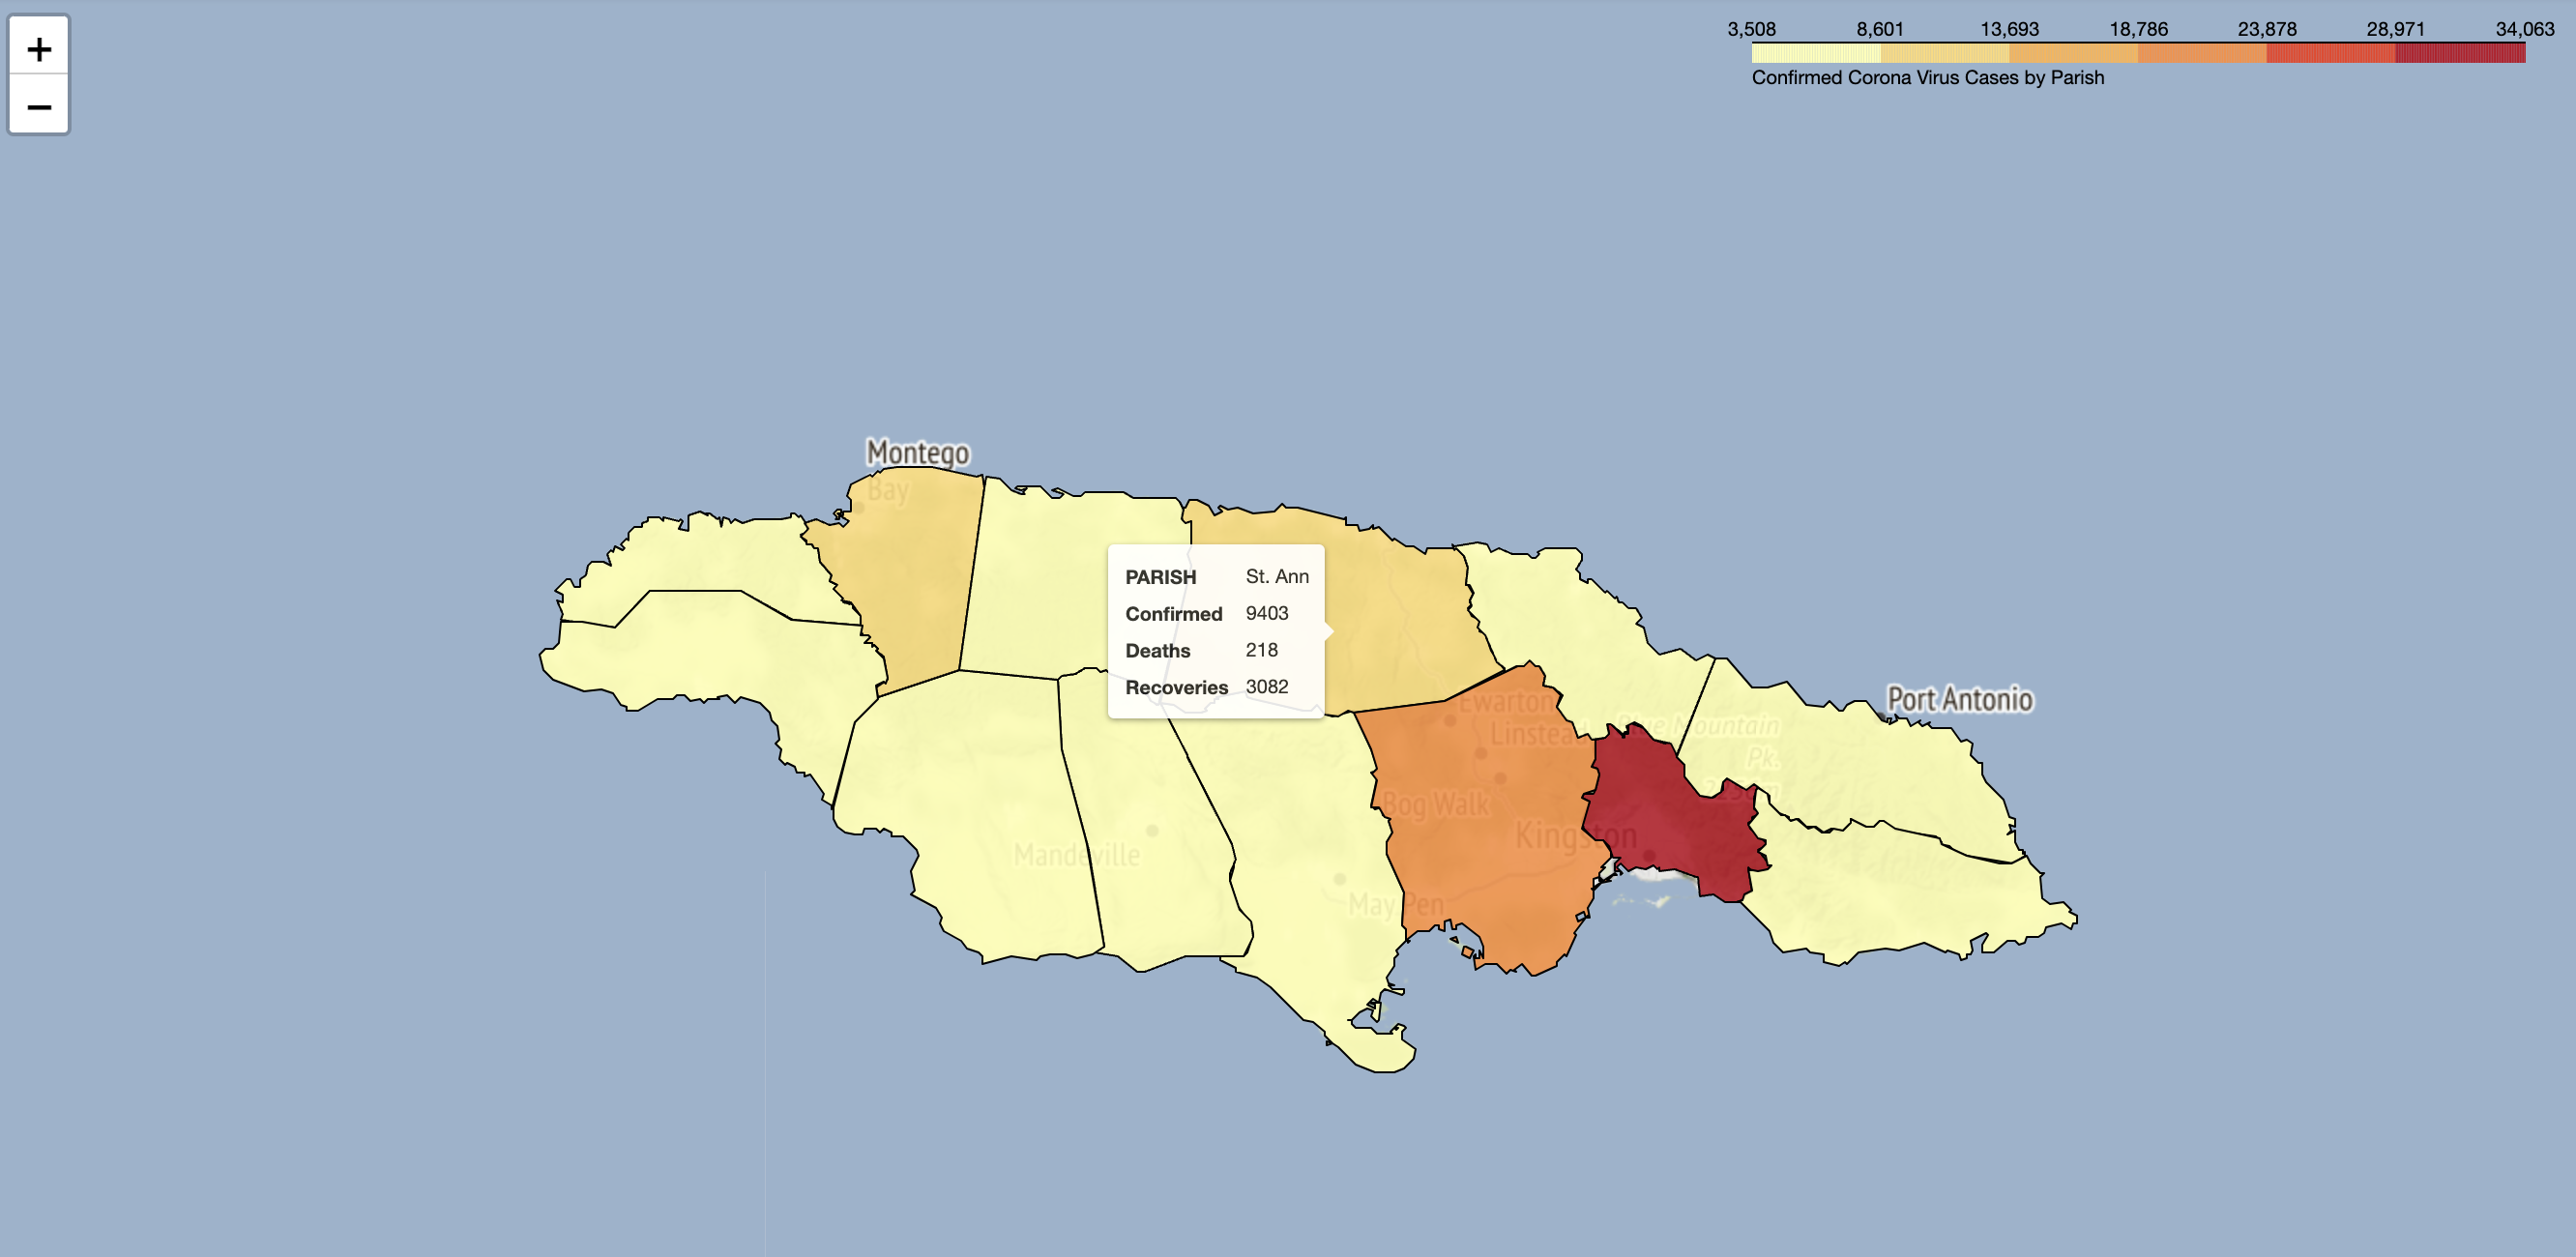 +
−
3,508 8,601 13,693 18,786 23,878 28,971 34,063
Confirmed Corona Virus Cases by Parish
Montego
Bay
PARISH St. Ann
Confirmed 9403
Deaths 218
Recoveries 3082
Port Antonio
Ewarton
Linstead
Blue Mountain
Pk.
Bog Walk
Kingston
Mandeville
May Pen